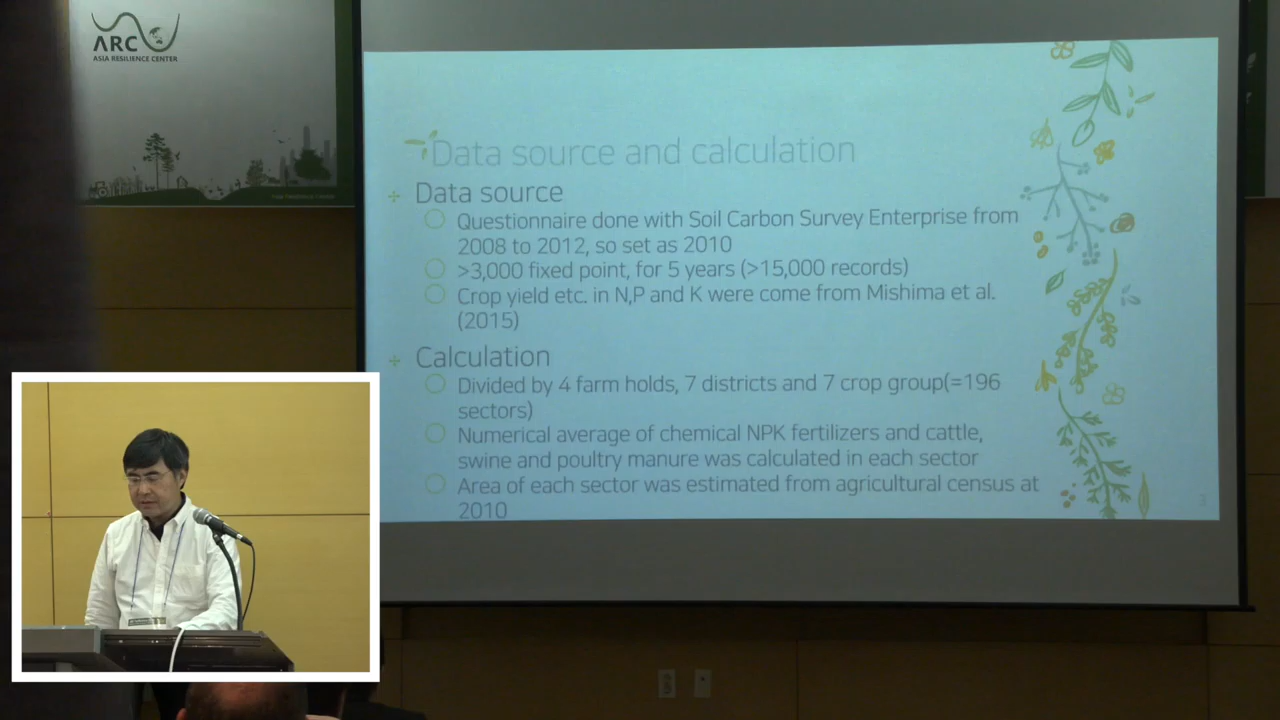 ARC
ASIA RESILIENCE CENTER
Data source and calculation
Data source
Questionnaire done with Soil Carbon Survey Enterprise from
2008 to 2012, so set as 2010
>3,000 fixed point, for 5 years (>15,000 records)
Crop yield etc. in N,P and K were come from Mishima et al.
(2015)
Calculation
Divided by 4 farm holds, 7 districts and 7 crop group(=196
sectors)
Numerical average of chemical NPK fertilizers and cattle,
swine and poultry manure was calculated in each sector
Area of each sector was estimated from agricultural census at
2010
3